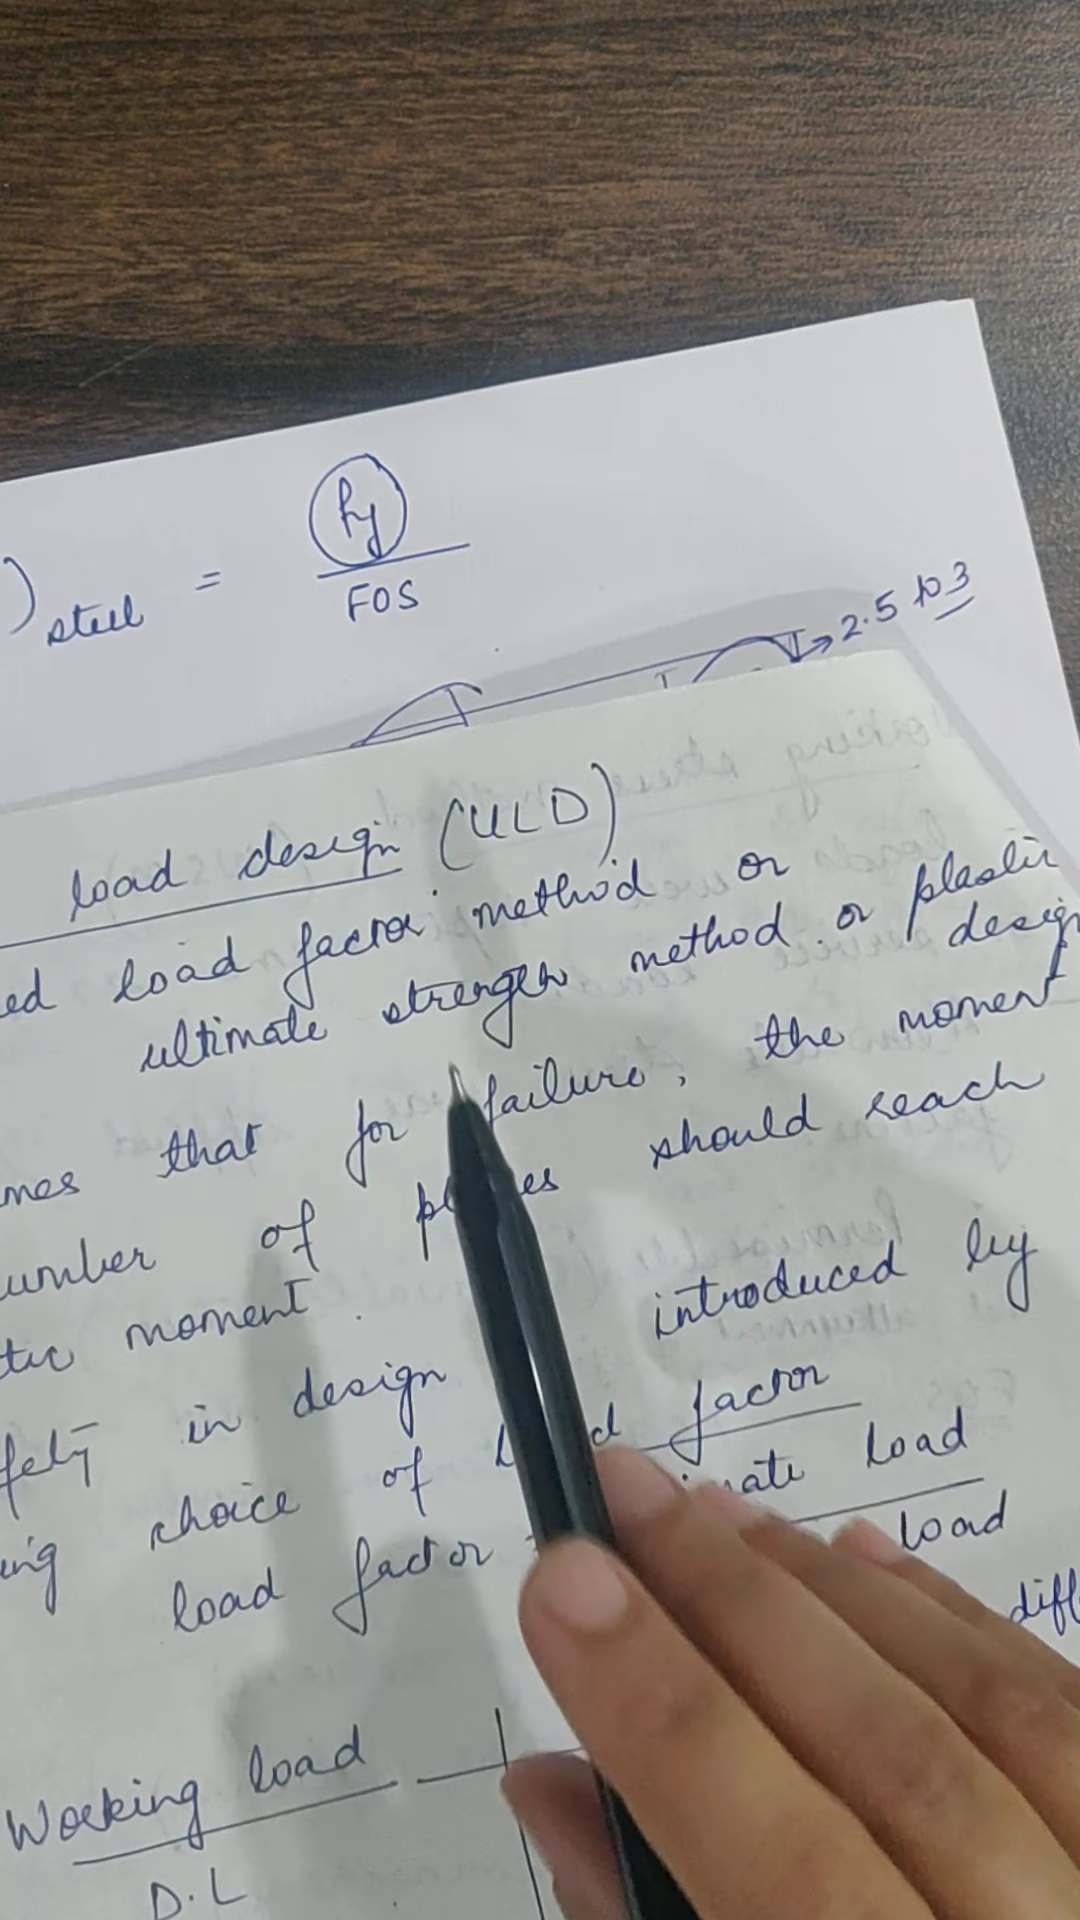 ) steel = fy
FOS
2.5 to 3
load design (ULD)
ed load factor method or
ultimate strength method or plastic
design
mes that for failure, the moment
umber of should reach
tic moment.
fety in design introduced by
ing choice of factor
load factor load
load
diff
Working load
D.L